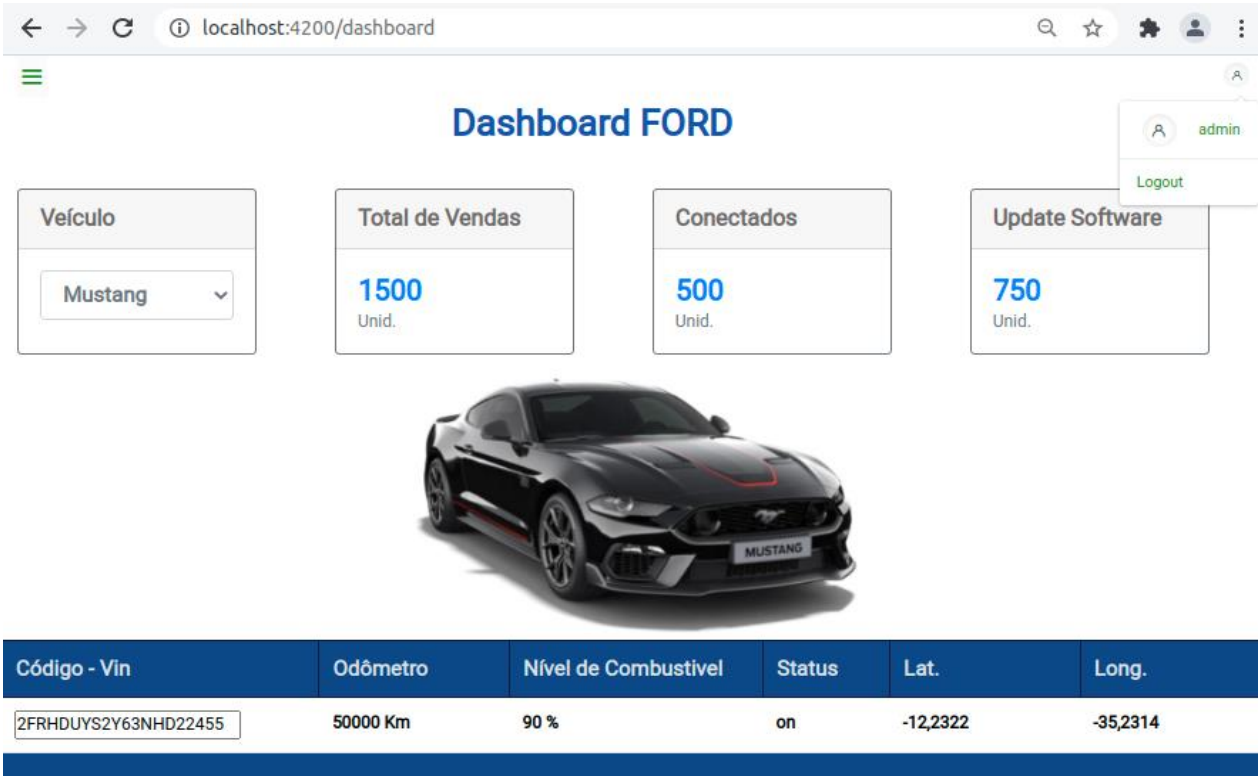 localhost:4200/dashboard
Dashboard FORD
admin
Logout
Veículo
Mustang
Total de Vendas
1500
Unid.
Conectados
500
Unid.
Update Software
750
Unid.
MUSTANG
Código - Vin Odômetro Nível de Combustivel Status Lat. Long.
2FRHDUYS2Y63NHD22455 50000 Km 90 % on -12,2322 -35,2314